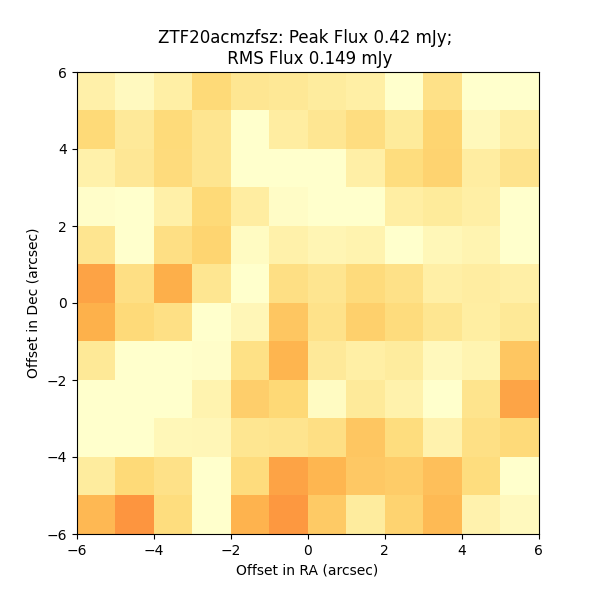 ZTF20acmzfsz: Peak Flux 0.42 mJy;
RMS Flux 0.149 mJy
6
4
2
0
−2
−4
−6
Offset in Dec (arcsec)
−6 −4 −2 0 2 4 6
Offset in RA (arcsec)